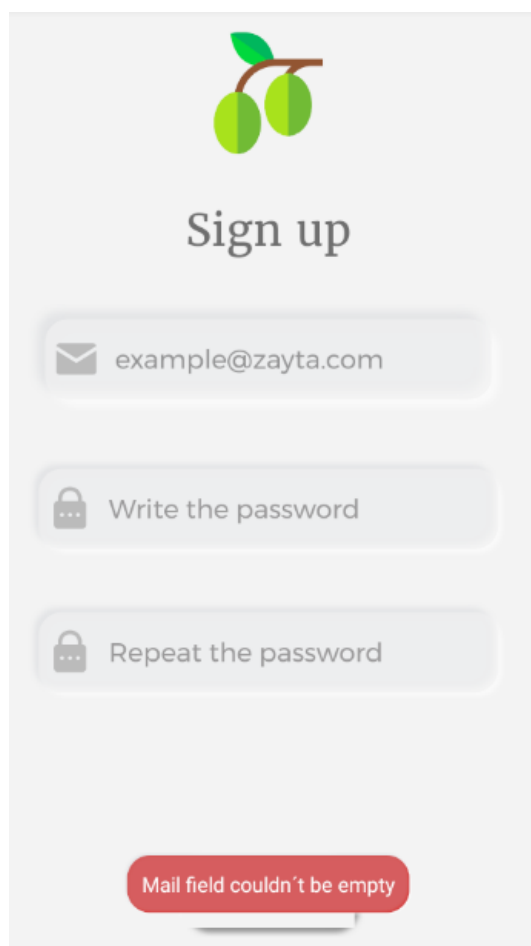 Sign up
example@zayta.com
Write the password
Repeat the password
Mail field couldn´t be empty